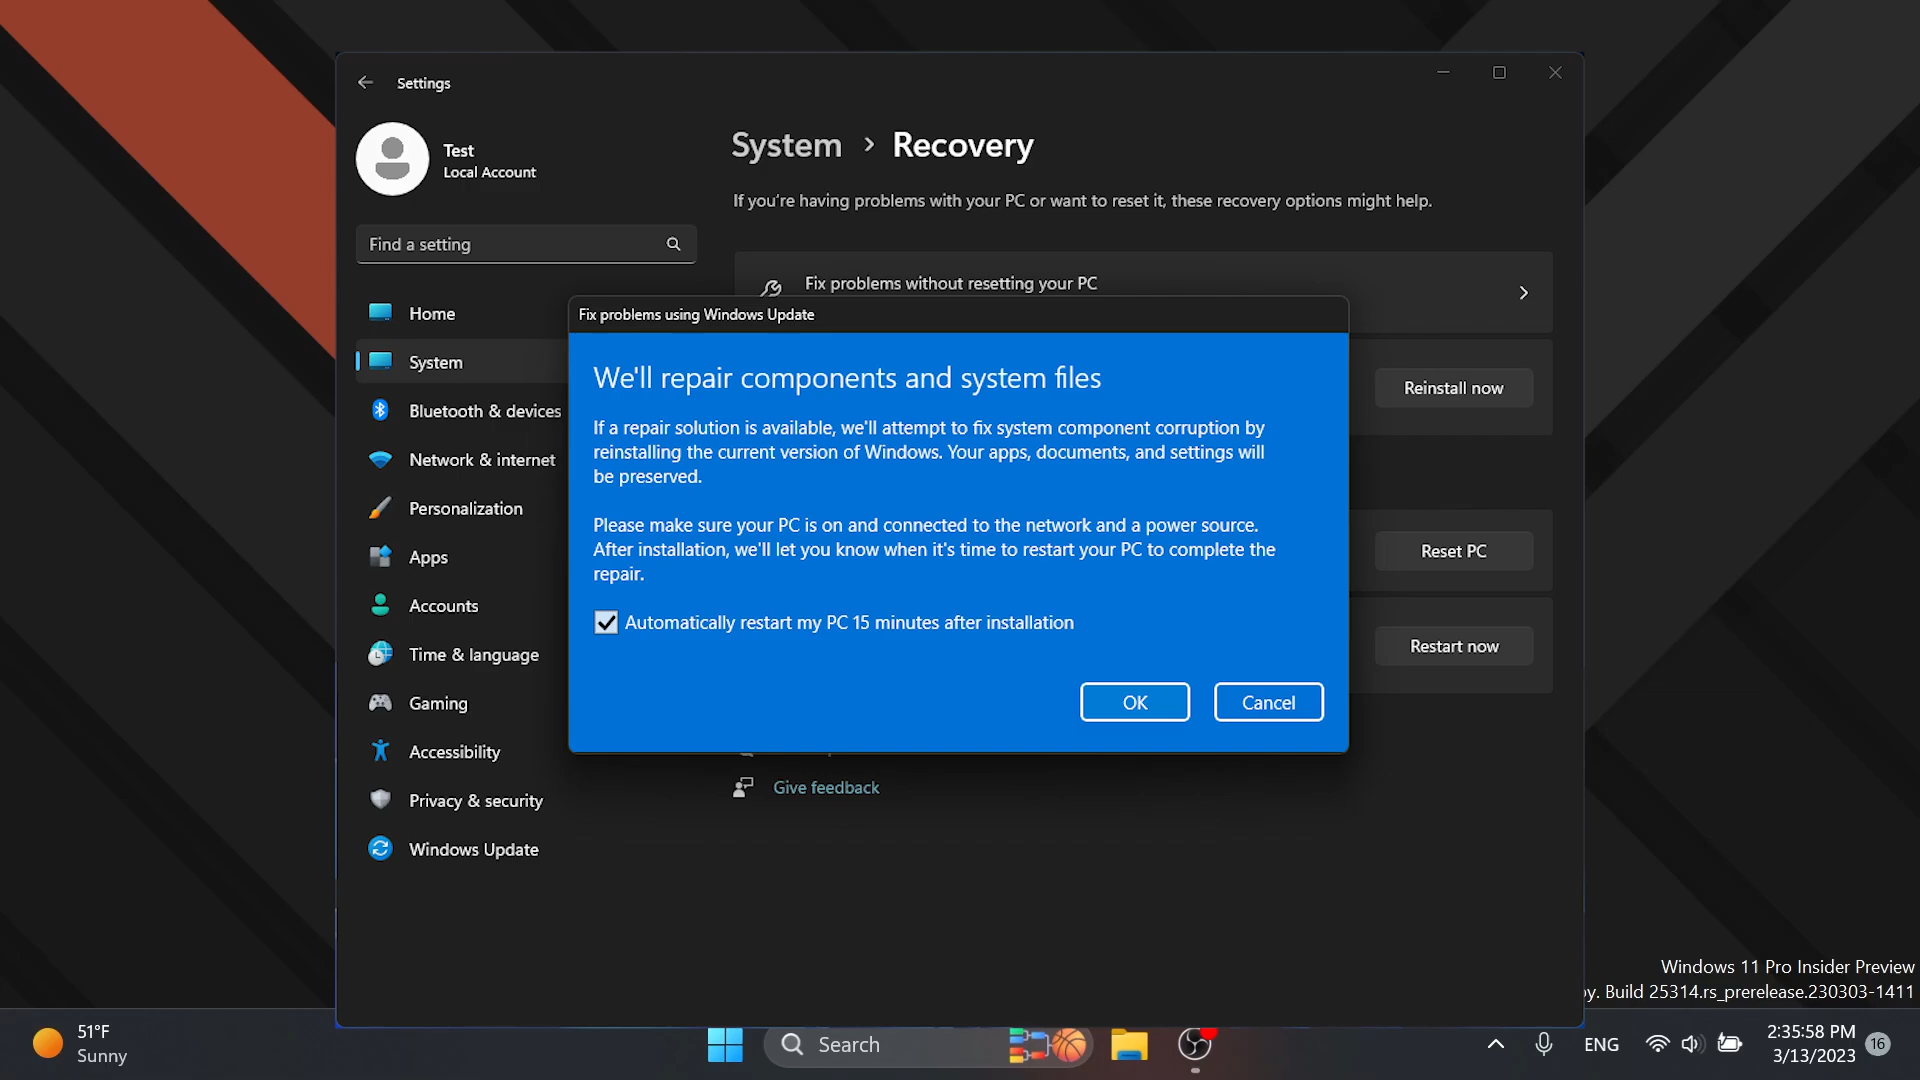 Settings
Test
Local Account
Find a setting
Home
System
Bluetooth & devices
Network & internet
Personalization
Apps
Accounts
Time & language
Gaming
Accessibility
Privacy & security
Windows Update
System > Recovery
If you're having problems with your PC or want to reset it, these recovery options might help.
Fix problems without resetting your PC
Reinstall now
Reset PC
Restart now
Fix problems using Windows Update
We'll repair components and system files
If a repair solution is available, we'll attempt to fix system component corruption by
reinstalling the current version of Windows. Your apps, documents, and settings will
be preserved.
Please make sure your PC is on and connected to the network and a power source.
After installation, we'll let you know when it's time to restart your PC to complete the
repair.
Automatically restart my PC 15 minutes after installation
OK
Cancel
Give feedback
Windows 11 Pro Insider Preview
Build 25314.rs_prerelease.230303-1411
51°F
Sunny
Search
ENG
2:35:58 PM
3/13/2023
16